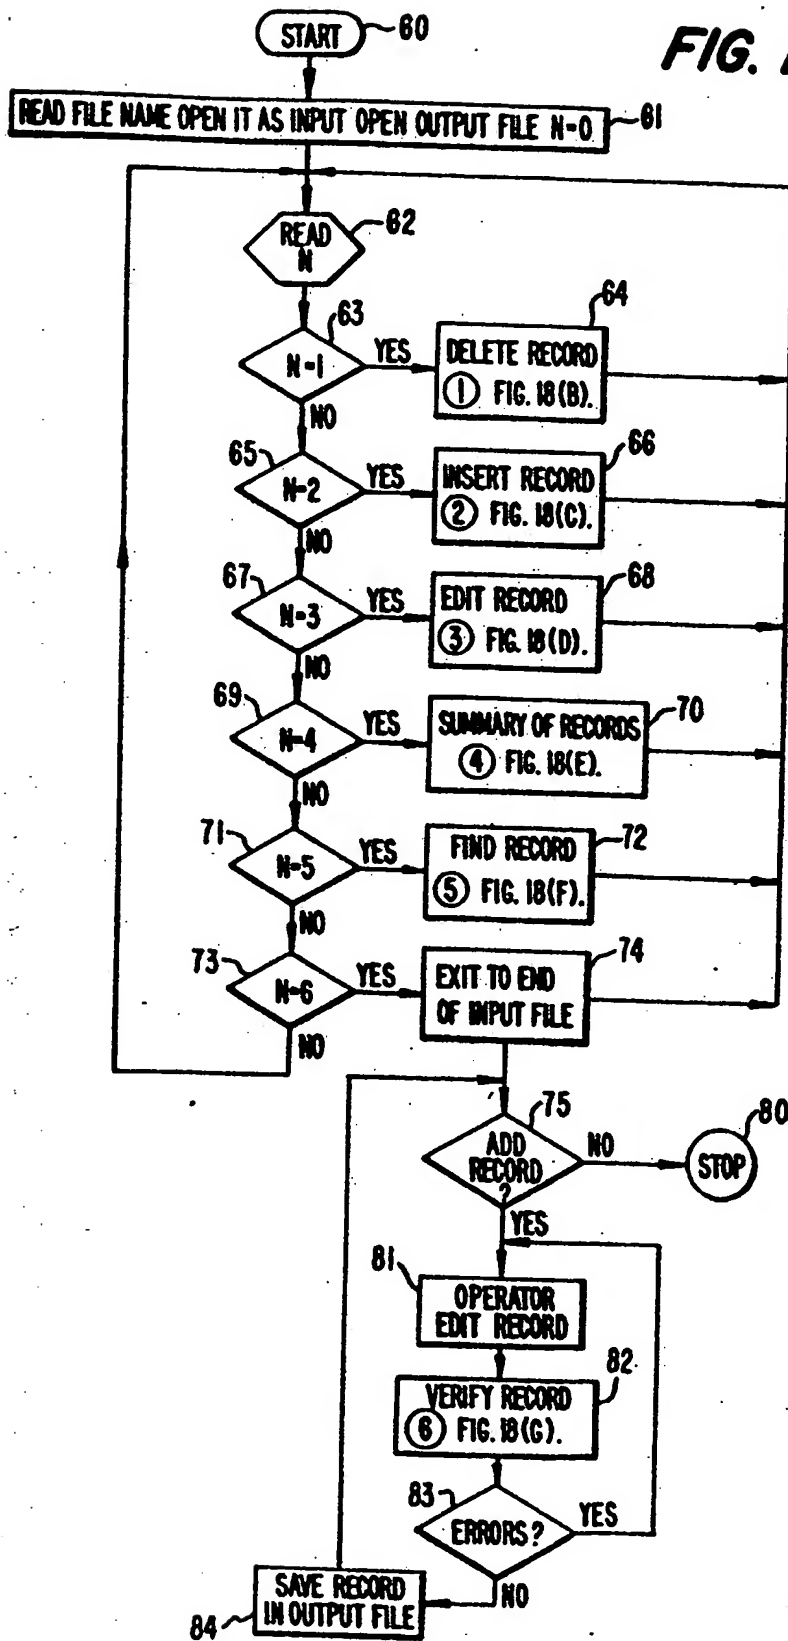 START
60
FIG.
READ FILE NAME OPEN IT AS INPUT OPEN OUTPUT FILE N=0
61
READ
N
62
63
N=1
YES
NO
64
DELETE RECORD
1 FIG. 18(B).
65
N=2
YES
NO
66
INSERT RECORD
2 FIG. 18(C).
67
N=3
YES
NO
68
EDIT RECORD
3 FIG. 18(D).
69
N=4
YES
NO
70
SUMMARY OF RECORDS
4 FIG. 18(E).
71
N=5
YES
NO
72
FIND RECORD
5 FIG. 18(F).
73
N=6
YES
NO
74
EXIT TO END
OF INPUT FILE
75
ADD
RECORD
?
NO
YES
80
STOP
81
OPERATOR
EDIT RECORD
82
VERIFY RECORD
6 FIG. 18(G).
83
ERRORS?
YES
NO
SAVE RECORD
IN OUTPUT FILE
84